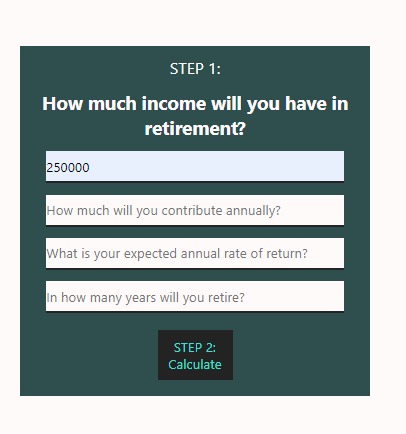 STEP 1:
How much income will you have in
retirement?
250000
How much will you contribute annually?
What is your expected annual rate of return?
In how many years will you retire?
STEP 2:
Calculate